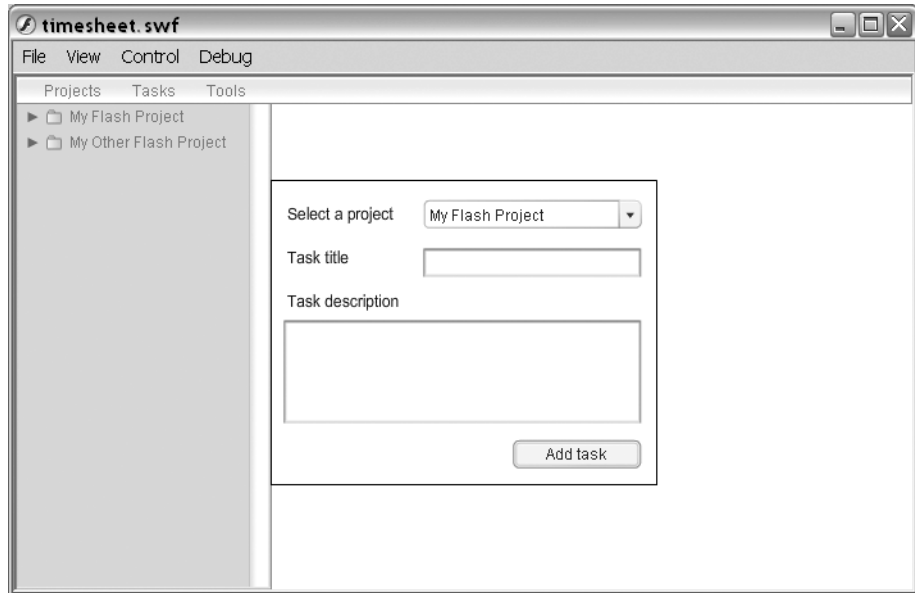 timesheet.swf
File View Control Debug
Projects Tasks Tools
My Flash Project
My Other Flash Project
Select a project My Flash Project
Task title
Task description
Add task